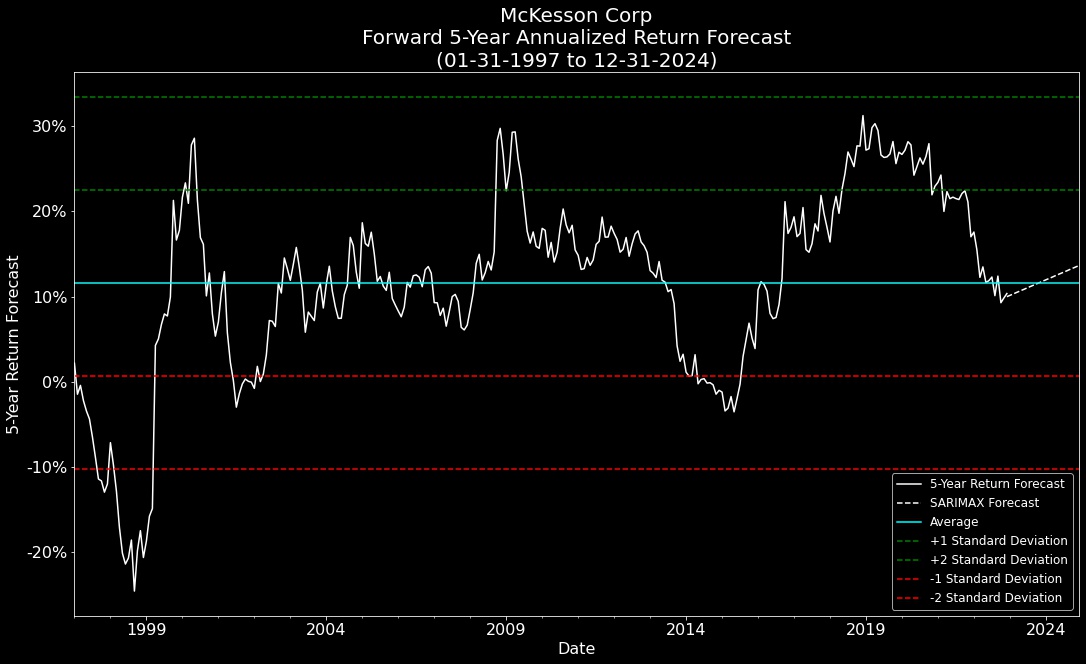 McKesson Corp
Forward 5-Year Annualized Return Forecast
(01-31-1997 to 12-31-2024)
5-Year Return Forecast
30%
20%
10%
0%
-10%
-20%
5-Year Return Forecast
SARIMAX Forecast
Average
+1 Standard Deviation
+2 Standard Deviation
-1 Standard Deviation
-2 Standard Deviation
1999 2004 2009 2014 2019 2024
Date